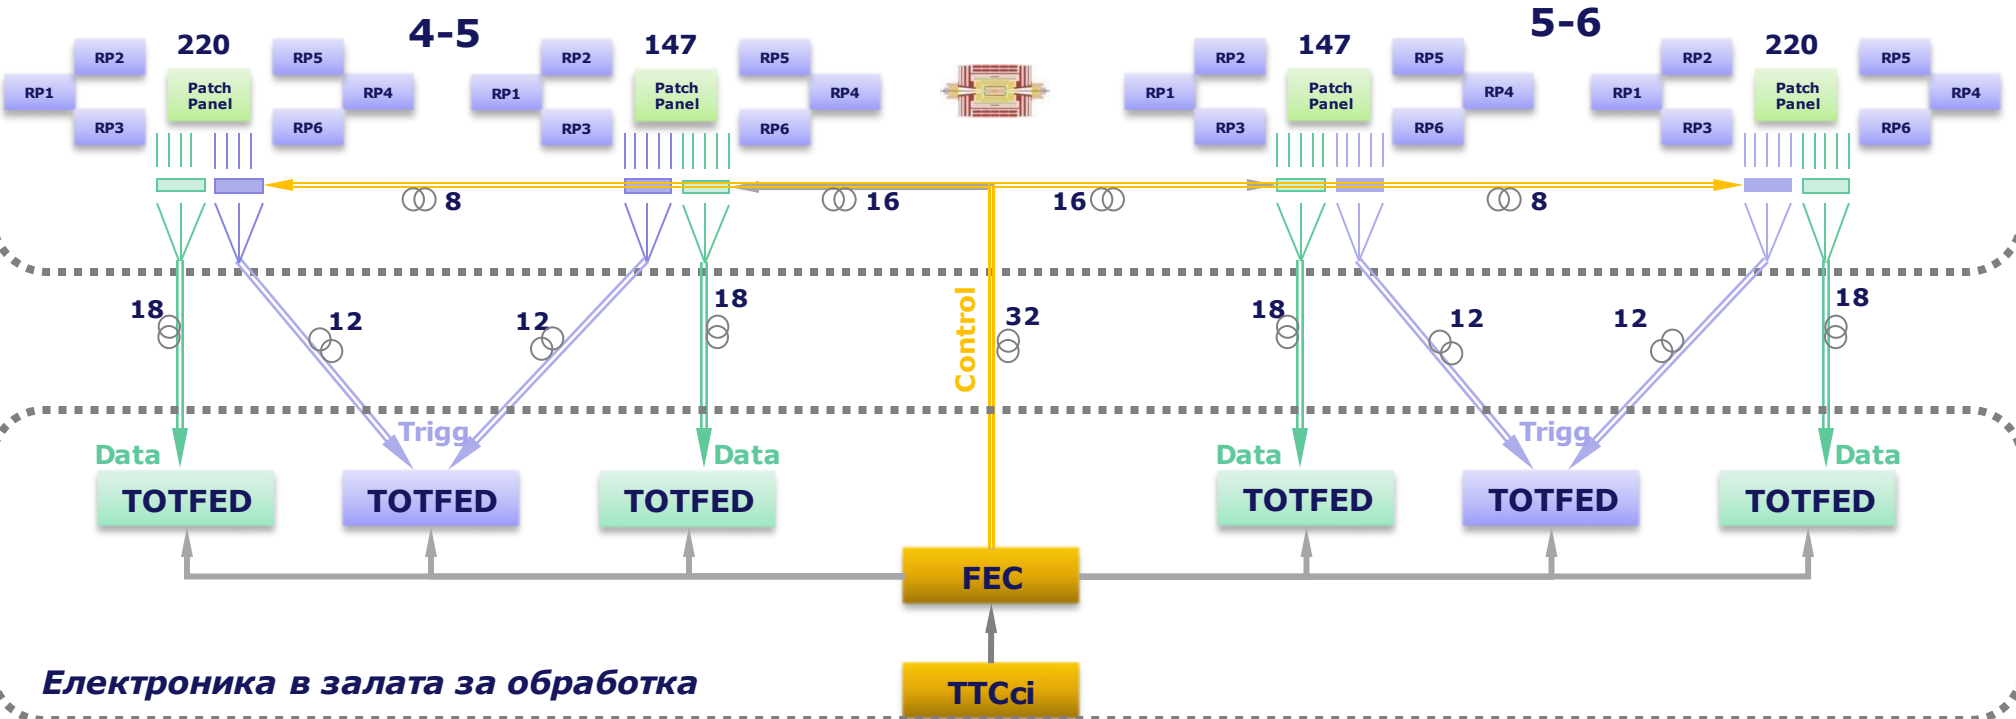 4-5
5-6
220
147
147
220
RP2
RP5
RP2
RP5
RP2
RP5
RP2
RP5
RP1
Patch
Panel
RP4
RP1
Patch
Panel
RP4
RP1
Patch
Panel
RP4
RP1
Patch
Panel
RP4
RP3
RP6
RP3
RP6
RP3
RP6
RP3
RP6
8
16
16
8
18
12
12
18
Control
32
18
12
12
18
Data
Trigg
Data
Data
Trigg
Data
TOTFED
TOTFED
TOTFED
TOTFED
TOTFED
TOTFED
FEC
TTCci
Електроника в залата за обработка